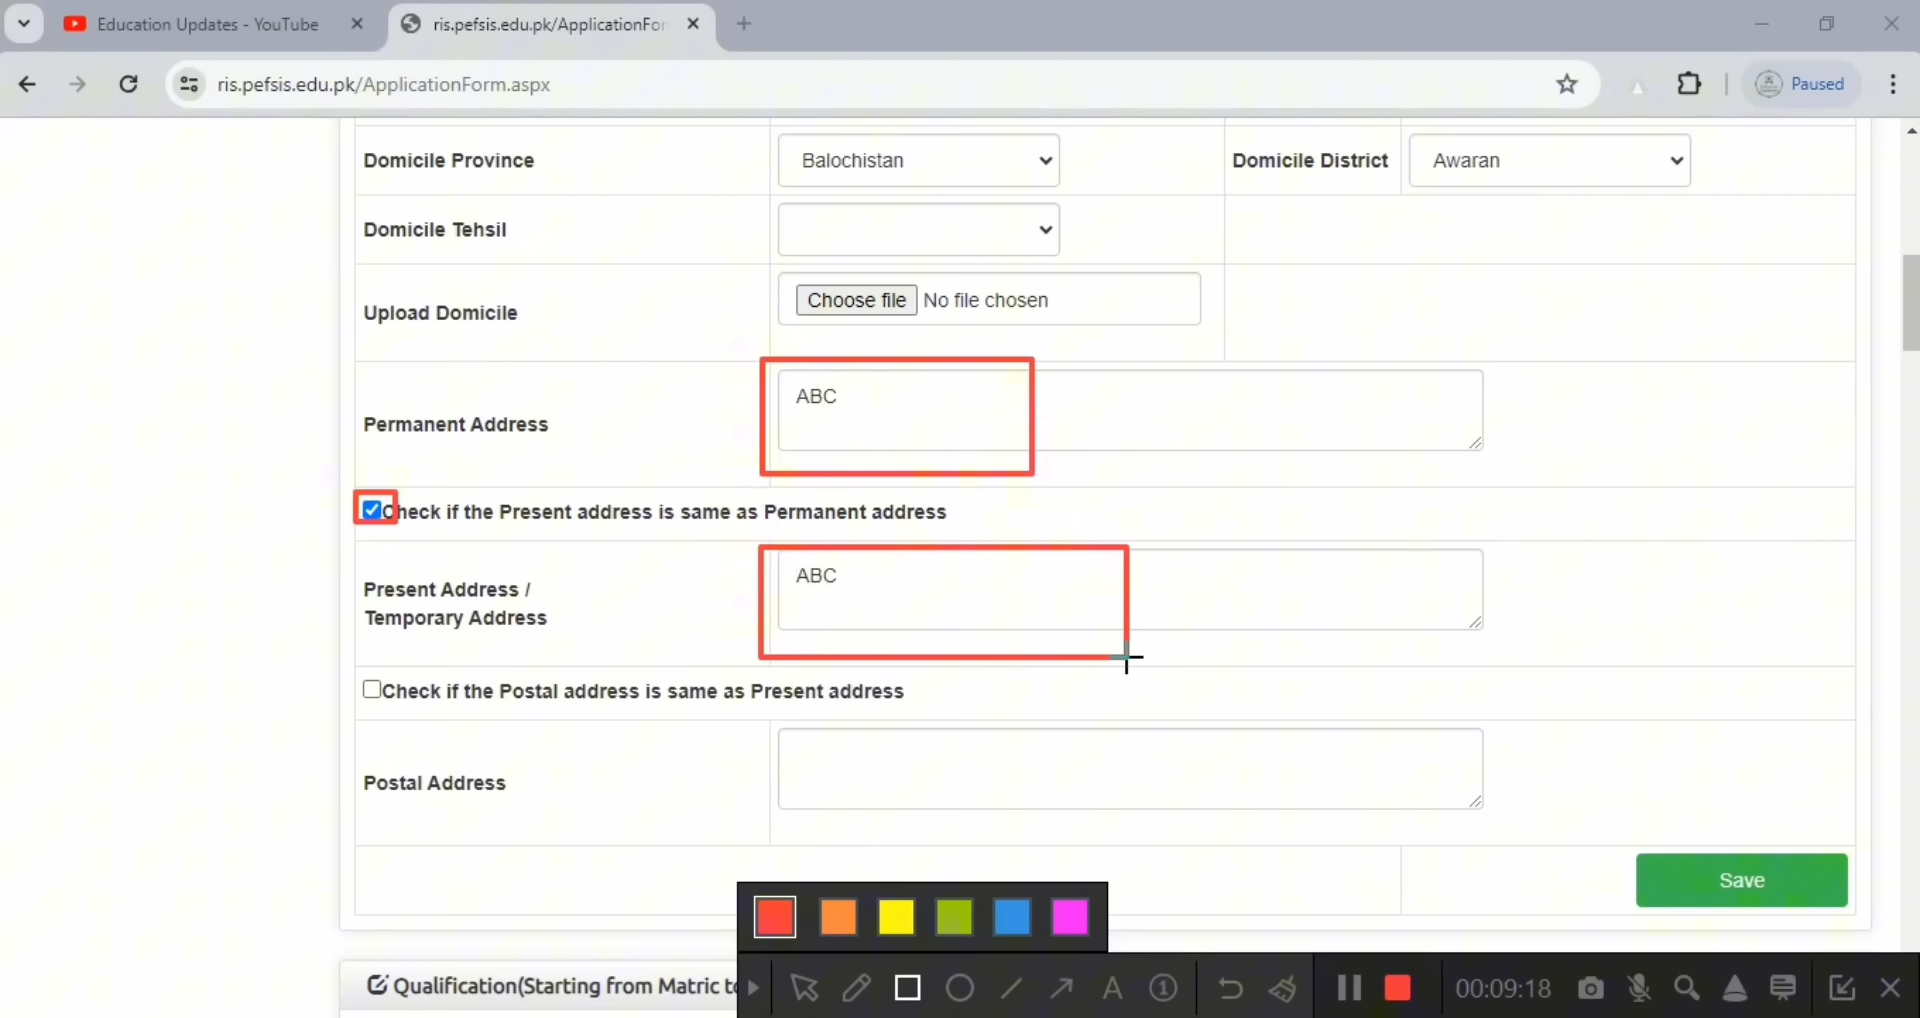 Education Updates - YouTube
ris.pefsis.edu.pk/ApplicationFor
ris.pefsis.edu.pk/ApplicationForm.aspx
Paused
Domicile Province
Balochistan
Domicile District
Awaran
Domicile Tehsil
Upload Domicile
Choose file No file chosen
Permanent Address
ABC
Check if the Present address is same as Permanent address
Present Address /
Temporary Address
ABC
Check if the Postal address is same as Present address
Postal Address
Save
Qualification(Starting from Matric to
A
1
00:09:18